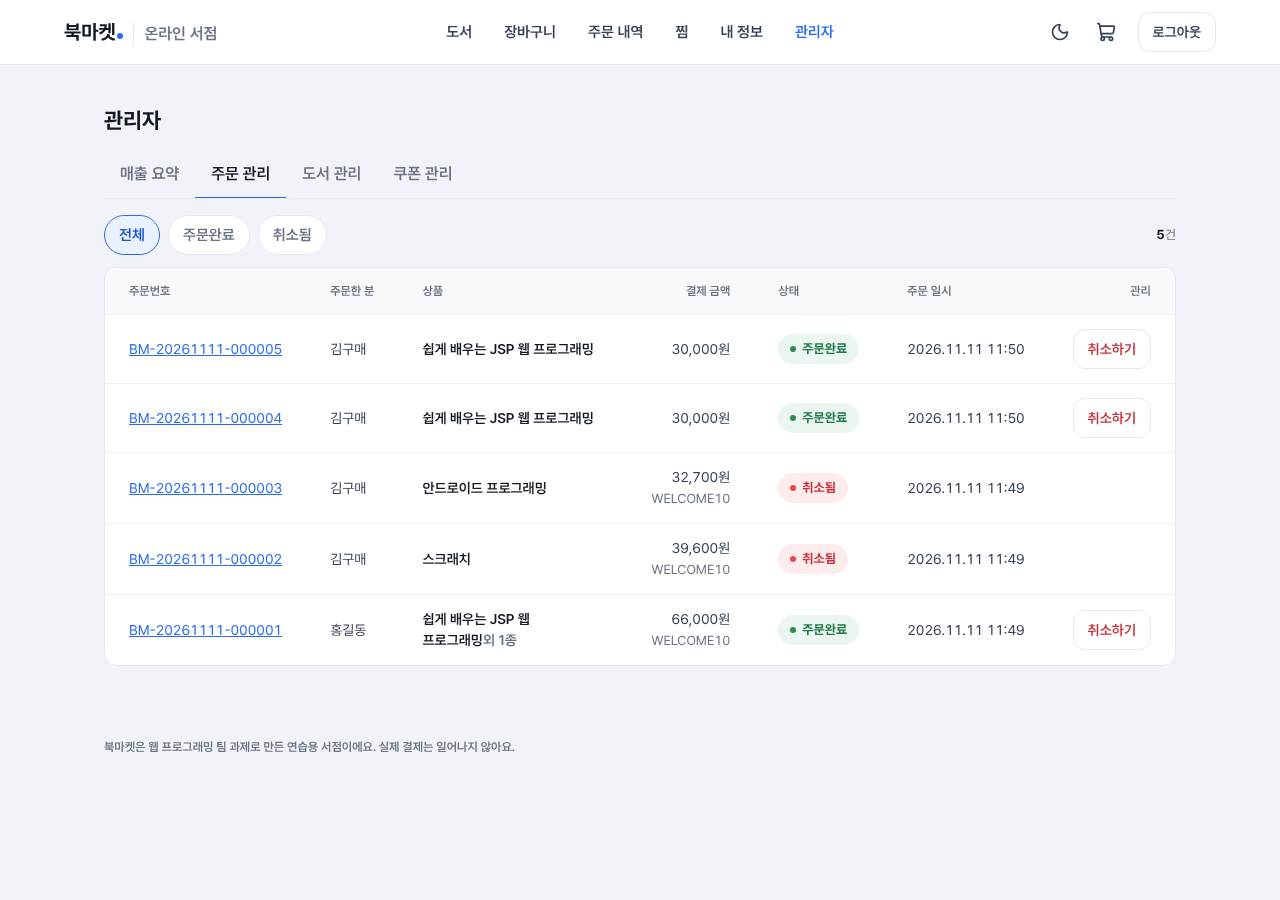 북마켓. 온라인 서점
도서 장바구니 주문 내역 찜 내 정보 관리자
로그아웃
관리자
매출 요약 주문 관리 도서 관리 쿠폰 관리
전체 주문완료 취소됨
5건
주문번호 주문한 분 상품 결제 금액 상태 주문 일시 관리
BM-20261111-000005 김구매 쉽게 배우는 JSP 웹 프로그래밍 30,000원 주문완료 2026.11.11 11:50 취소하기
BM-20261111-000004 김구매 쉽게 배우는 JSP 웹 프로그래밍 30,000원 주문완료 2026.11.11 11:50 취소하기
BM-20261111-000003 김구매 안드로이드 프로그래밍 32,700원 취소됨 2026.11.11 11:49
WELCOME10
BM-20261111-000002 김구매 스크래치 39,600원 취소됨 2026.11.11 11:49
WELCOME10
BM-20261111-000001 홍길동 쉽게 배우는 JSP 웹 66,000원 주문완료 2026.11.11 11:49 취소하기
프로그래밍외 1종 WELCOME10
북마켓은 웹 프로그래밍 팀 과제로 만든 연습용 서점이에요. 실제 결제는 일어나지 않아요.